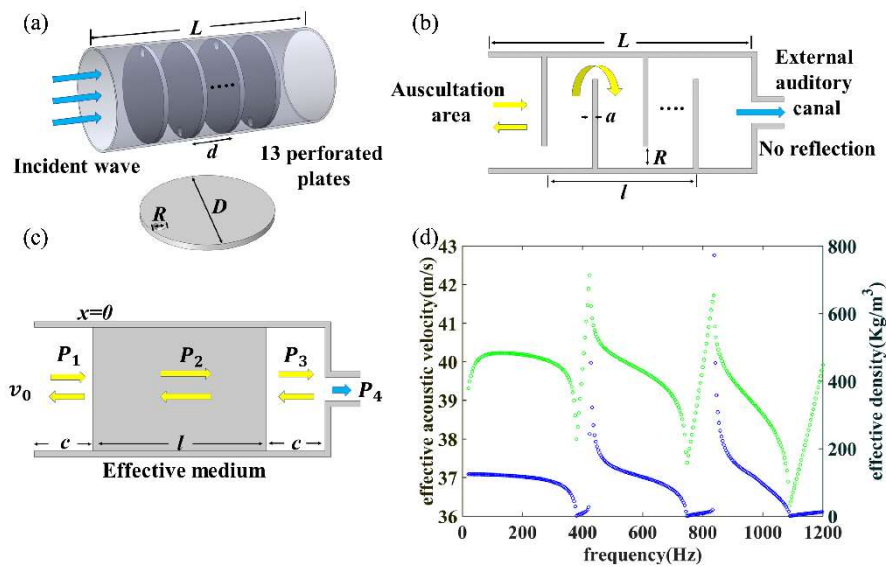 (a)
L
Incident wave
d
13 perforated
plates
R
D
(b)
L
Auscultation
area
a
R
l
External
auditory
canal
No reflection
(c)
x=0
P1
P2
P3
P4
v0
c
l
c
Effective medium
(d)
effective acoustic velocity(m/s)
43
42
41
40
39
38
37
36
0
200
400
600
800
1000
1200
frequency(Hz)
800
600
400
200
0
effective density(Kg/m³)